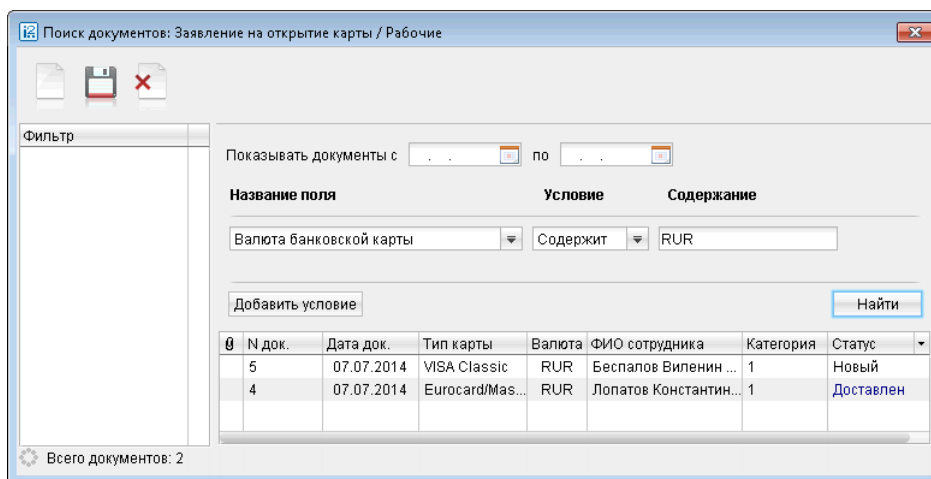 Поиск документов: Заявление на открытие карты / Рабочие
Фильтр
Показывать документы с . . по . .
Название поля Условие Содержание
Валюта банковской карты Содержит RUR
Добавить условие Найти
N док. Дата док. Тип карты Валюта ФИО сотрудника Категория Статус
5 07.07.2014 VISA Classic RUR Беспалов Виленин ... 1 Новый
4 07.07.2014 Eurocard/Mas... RUR Лопатов Константин... 1 Доставлен
Всего документов: 2